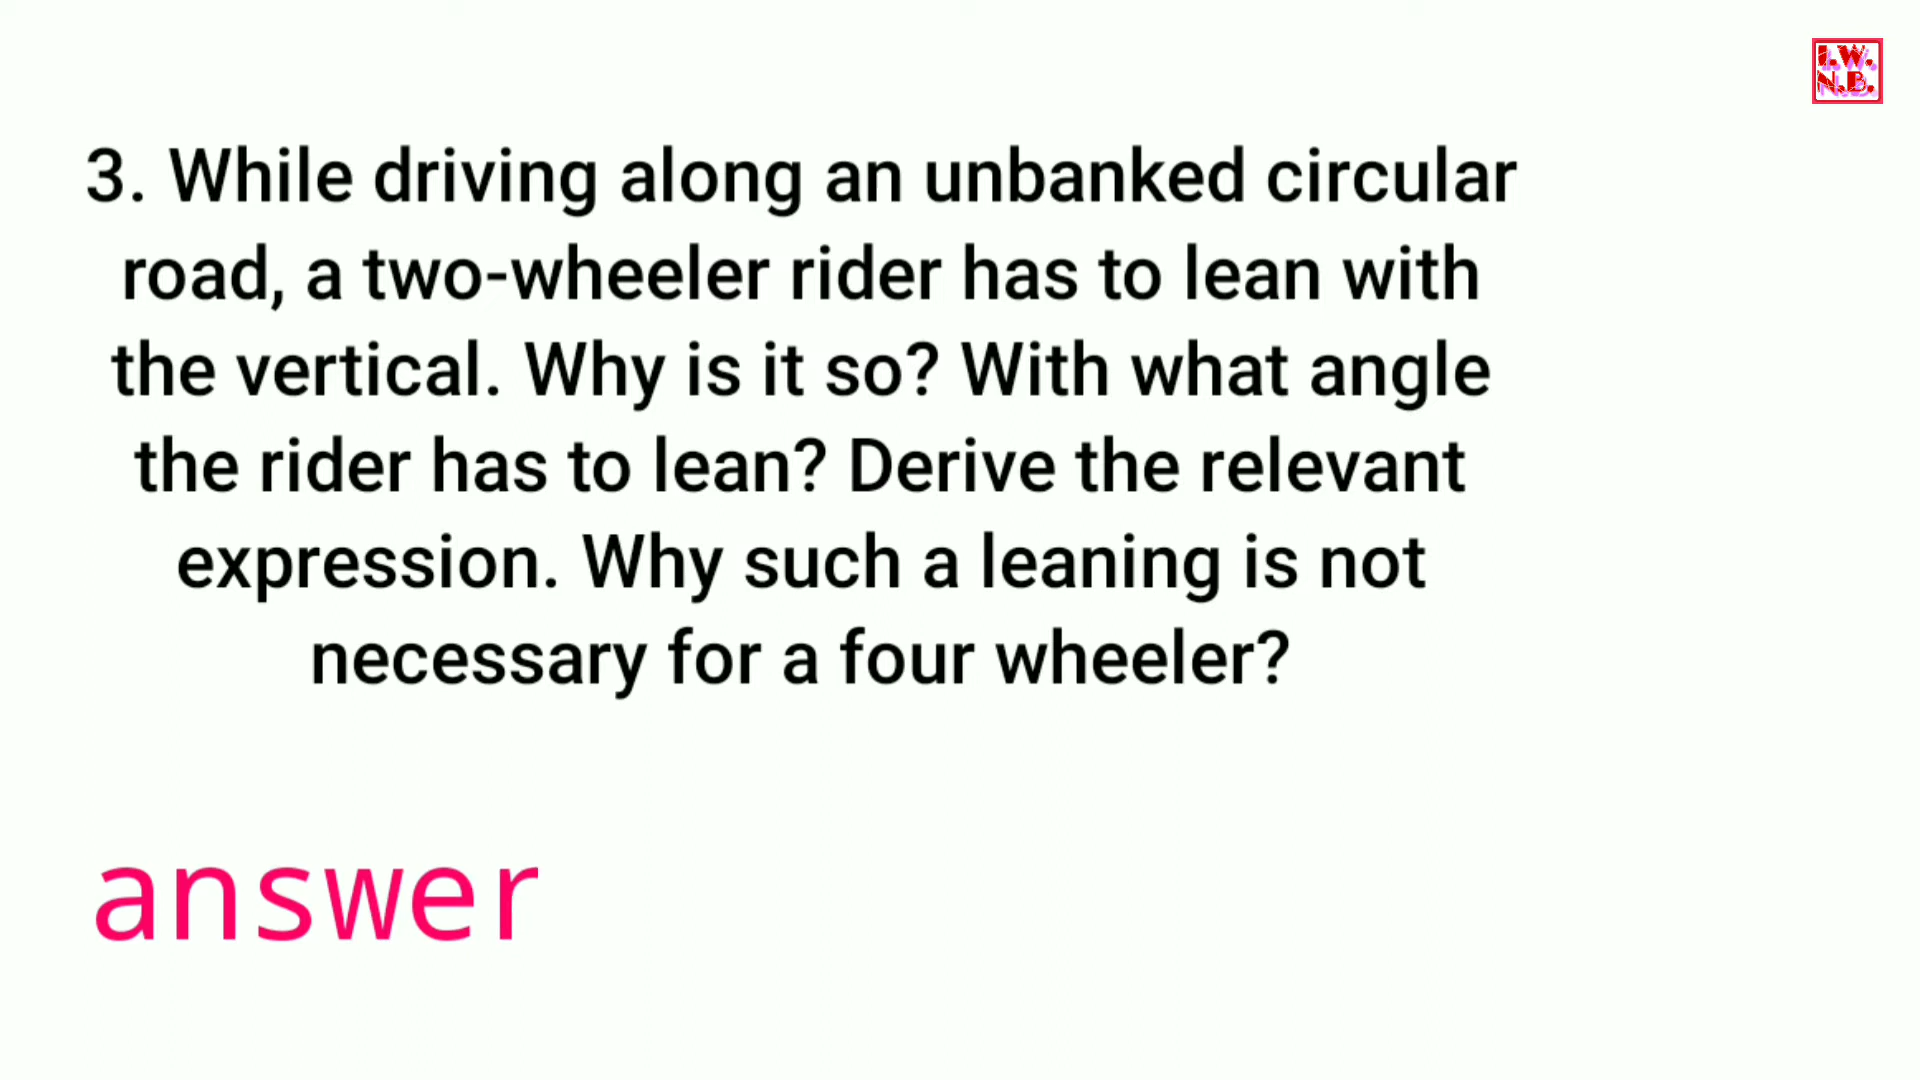 I.W.
N.B.
3. While driving along an unbanked circular
road, a two-wheeler rider has to lean with
the vertical. Why is it so? With what angle
the rider has to lean? Derive the relevant
expression. Why such a leaning is not
necessary for a four wheeler?
answer